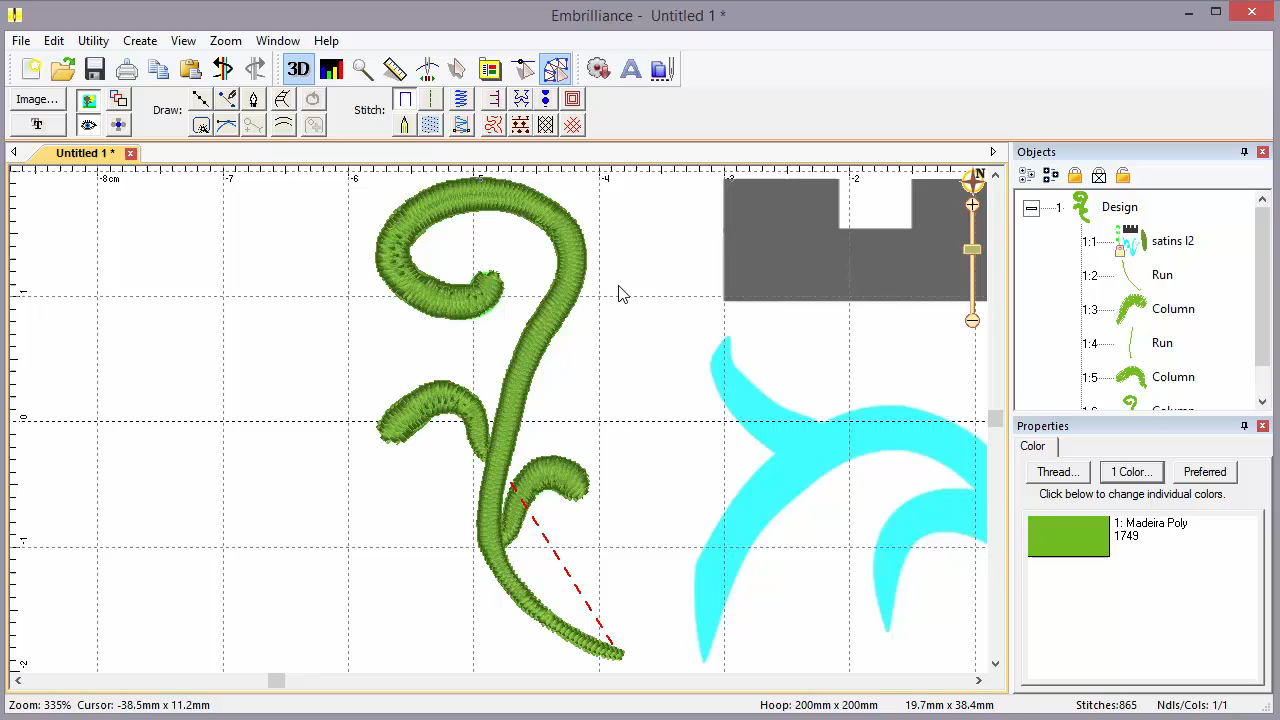 Embrilliance -  Untitled 1 *
File Edit Utility Create View Zoom Window Help
3D
Image... Draw: Stitch:
T
Untitled 1 *
-8cm -7 -6 -5 -4 -3 -2
N
1
0
-1
-2
Objects
1 Design
1:1 satins l2
1:2 Run
1:3 Column
1:4 Run
1:5 Column
Properties
Color
Thread... 1 Color... Preferred
Click below to change individual colors.
1: Madeira Poly
1749
Zoom: 335% Cursor: -38.5mm x 11.2mm Hoop: 200mm x 200mm 19.7mm x 38.4mm Stitches:865 Ndls/Cols: 1/1